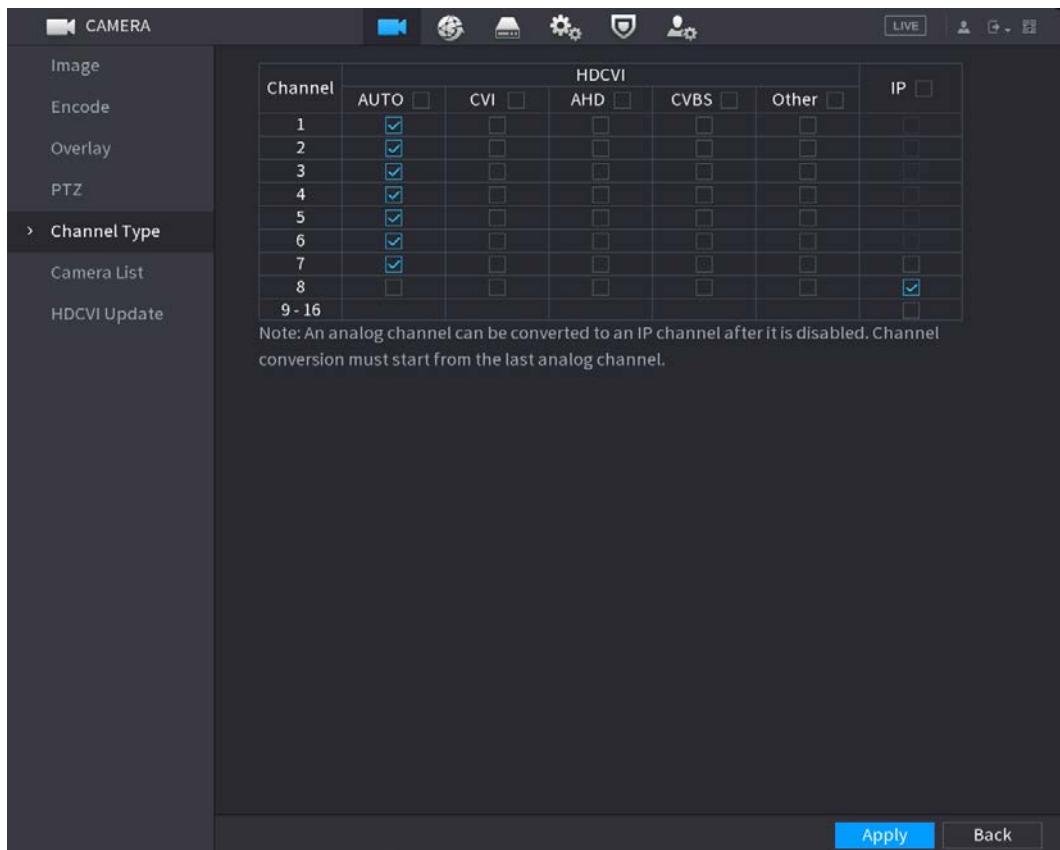 CAMERA
LIVE
Image
Encode
Overlay
PTZ
Channel Type
Camera List
HDCVI Update
Channel HDCVI IP
AUTO CVI AHD CVBS Other
1
2
3
4
5
6
7
8
9 - 16
Note: An analog channel can be converted to an IP channel after it is disabled. Channel
conversion must start from the last analog channel.
Apply Back